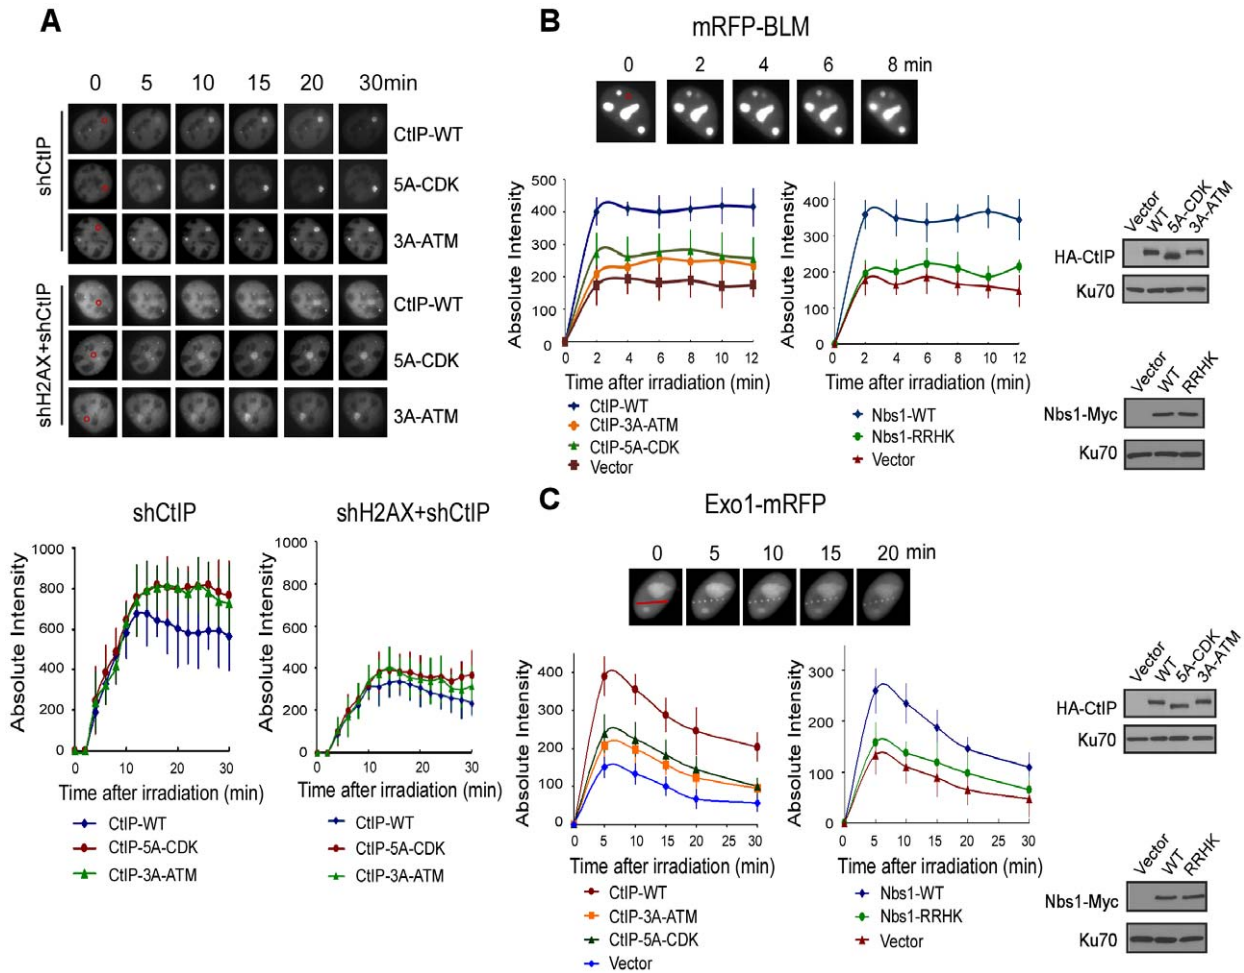 A
0 5 10 15 20 30min
shCtIP
CtIP-WT
5A-CDK
3A-ATM
shH2AX+shCtIP
CtIP-WT
5A-CDK
3A-ATM
shCtIP
Absolute Intensity
1000
800
600
400
200
0
0 10 20 30
Time after irradiation (min)
CtIP-WT
CtIP-5A-CDK
CtIP-3A-ATM
shH2AX+shCtIP
Absolute Intensity
1000
800
600
400
200
0
0 10 20 30
Time after irradiation (min)
CtIP-WT
CtIP-5A-CDK
CtIP-3A-ATM
B
mRFP-BLM
0 2 4 6 8 min
Absolute Intensity
500
400
300
200
100
0
0 2 4 6 8 10 12
Time after irradiation (min)
CtIP-WT
CtIP-3A-ATM
CtIP-5A-CDK
Vector
Absolute Intensity
400
300
200
100
0
0 2 4 6 8 10 12
Time after irradiation (min)
Nbs1-WT
Nbs1-RRHK
Vector
Vector WT 5A-CDK 3A-ATM
HA-CtIP
Ku70
Vector WT RRHK
Nbs1-Myc
Ku70
C
Exo1-mRFP
0 5 10 15 20 min
Absolute Intensity
400
300
200
100
0
0 5 10 15 20 25 30
Time after irradiation (min)
CtIP-WT
CtIP-3A-ATM
CtIP-5A-CDK
Vector
Absolute Intensity
300
200
100
0
0 5 10 15 20 25 30
Time after irradiation (min)
Nbs1-WT
Nbs1-RRHK
Vector
Vector WT 5A-CDK 3A-ATM
HA-CtIP
Ku70
Vector WT RRHK
Nbs1-Myc
Ku70